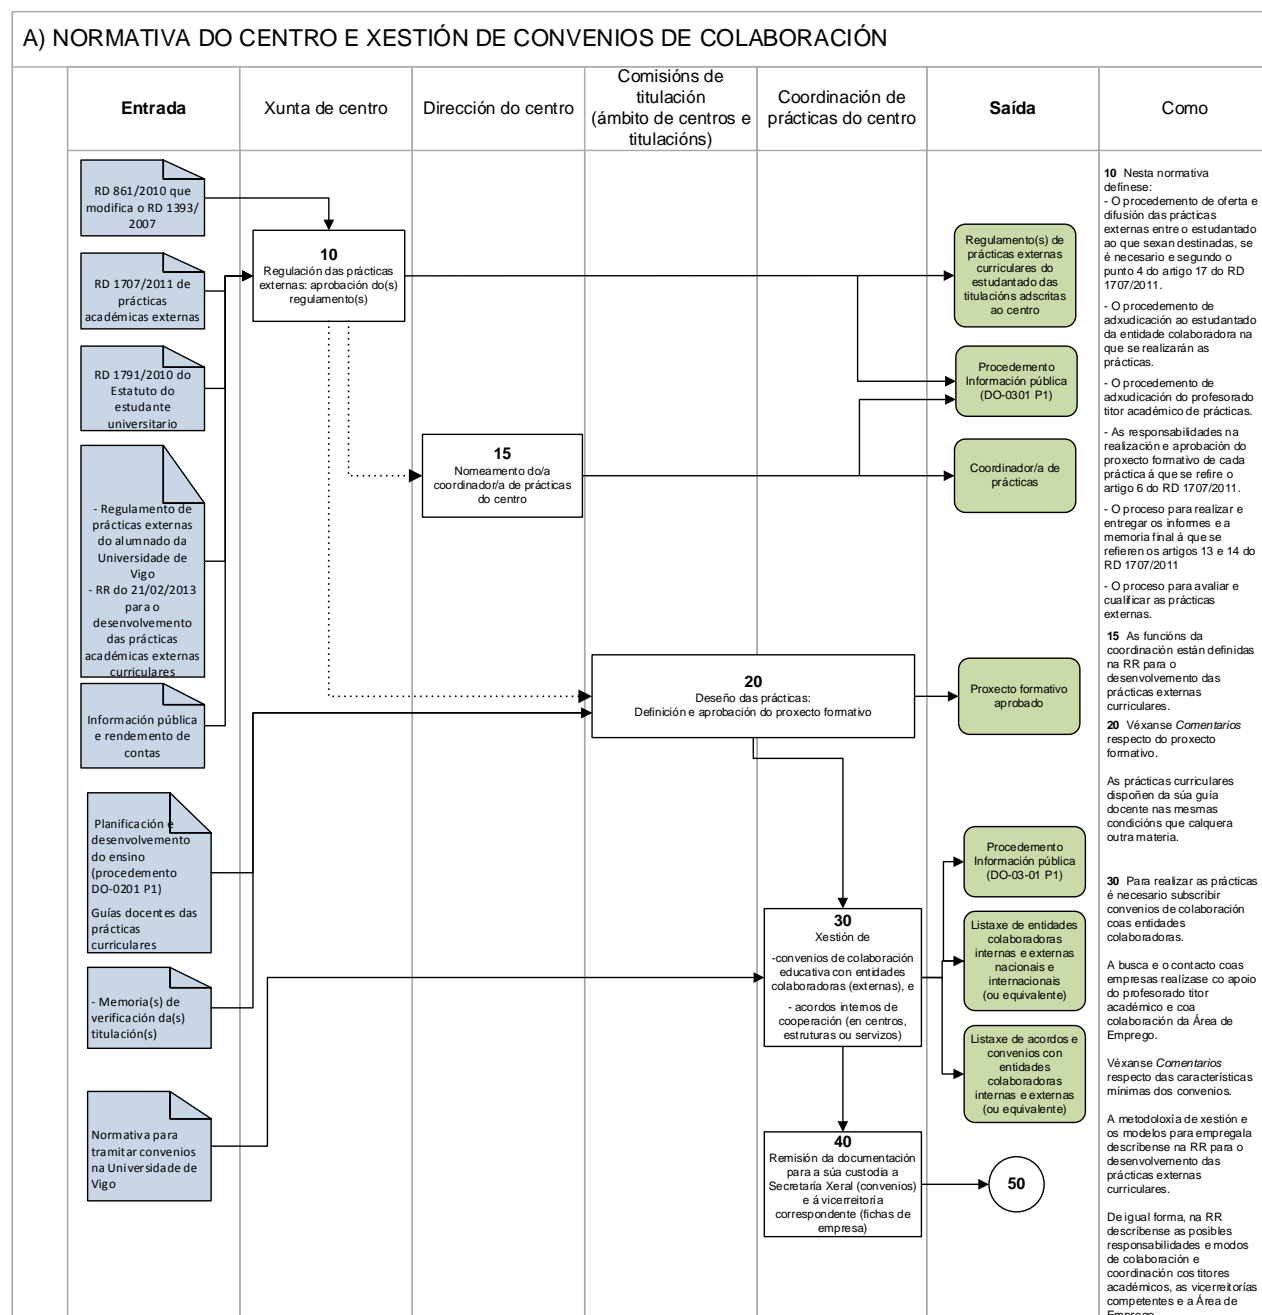 A) NORMATIVA DO CENTRO E XESTIÓN DE CONVENIOS DE COLABORACIÓN
Entrada
Xunta de centro
Dirección do centro
Comisións de
titulación
(ámbito de centros e
titulacións)
Coordinación de
prácticas do centro
Saída
Como
RD 861/2010 que
modifica o RD 1393/
2007
RD 1707/2011 de
prácticas
académicas externas
RD 1791/2010 do
Estatuto do
estudante
universitario
- Regulamento de
prácticas externas
do alumnado da
Universidade de
Vigo
- RR do 21/02/2013
para o
desenvolvemento
das prácticas
académicas externas
curriculares
Información pública
e rendemento de
contas
Planificación e
desenvolvemento
do ensino
(procedemento
DO-0201 P1)
Guías docentes das
prácticas
curriculares
- Memoria(s) de
verificación da(s)
titulación(s)
Normativa para
tramitar convenios
na Universidade de
Vigo
10
Regulación das prácticas
externas: aprobación do(s)
regulamento(s)
15
Nomeamento do/a
coordinador/a de prácticas
do centro
20
Deseño das prácticas:
Definición e aprobación do proxecto formativo
30
Xestión de
-convenios de colaboración
educativa con entidades
colaboradoras (externas), e
- acordos internos de
cooperación (en centros,
estruturas ou servizos)
40
Remisión da documentación
para a súa custodia a
Secretaría Xeral (convenios)
e á vicerreitoría
correspondente (fichas de
empresa)
Regulamento(s) de
prácticas externas
curriculares do
estudantado das
titulacións adscritas
ao centro
Procedemento
Información pública
(DO-0301 P1)
Coordinador/a de
prácticas
Proxecto formativo
aprobado
Procedemento
Información pública
(DO-03-01 P1)
Listaxe de entidades
colaboradoras
internas e externas
nacionais e
internacionais
(ou equivalente)
Listaxe de acordos e
convenios con
entidades
colaboradoras
internas e externas
(ou equivalente)
50
10 Nesta normativa
defínese:
- O procedemento de oferta e
difusión das prácticas
externas entre o estudantado
ao que sexan destinadas, se
é necesario e segundo o
punto 4 do artigo 17 do RD
1707/2011.
- O procedemento de
adxudicación ao estudantado
da entidade colaboradora na
que se realizarán as
prácticas.
- O procedemento de
adxudicación do profesorado
titor académico de prácticas.
- As responsabilidades na
realización e aprobación do
proxecto formativo de cada
práctica á que se refire o
artigo 6 do RD 1707/2011.
- O proceso para realizar e
entregar os informes e a
memoria final á que se
refieren os artigos 13 e 14 do
RD 1707/2011
- O proceso para avaliar e
cualificar as prácticas
externas.
15 As funcións da
coordinación están definidas
na RR para o
desenvolvemento das
prácticas externas
curriculares.
20 Véxanse Comentarios
respecto do proxecto
formativo.
As prácticas curriculares
dispoñen da súa guía
docente nas mesmas
condicións que calquera
outra materia.
30 Para realizar as prácticas
é necesario subscribir
convenios de colaboración
coas entidades
colaboradoras.
A busca e o contacto coas
empresas realízase co apoio
do profesorado titor
académico e coa
colaboración da Área de
Emprego.
Véxanse Comentarios
respecto das características
mínimas dos convenios.
A metodoloxía de xestión e
os modelos para empregala
descríbense na RR para o
desenvolvemento das
prácticas externas
curriculares.
De igual forma, na RR
descríbense as posibles
responsabilidades e modos
de colaboración e
coordinación cos titores
académicos, as vicerreitorías
competentes e a Área de
Emprego